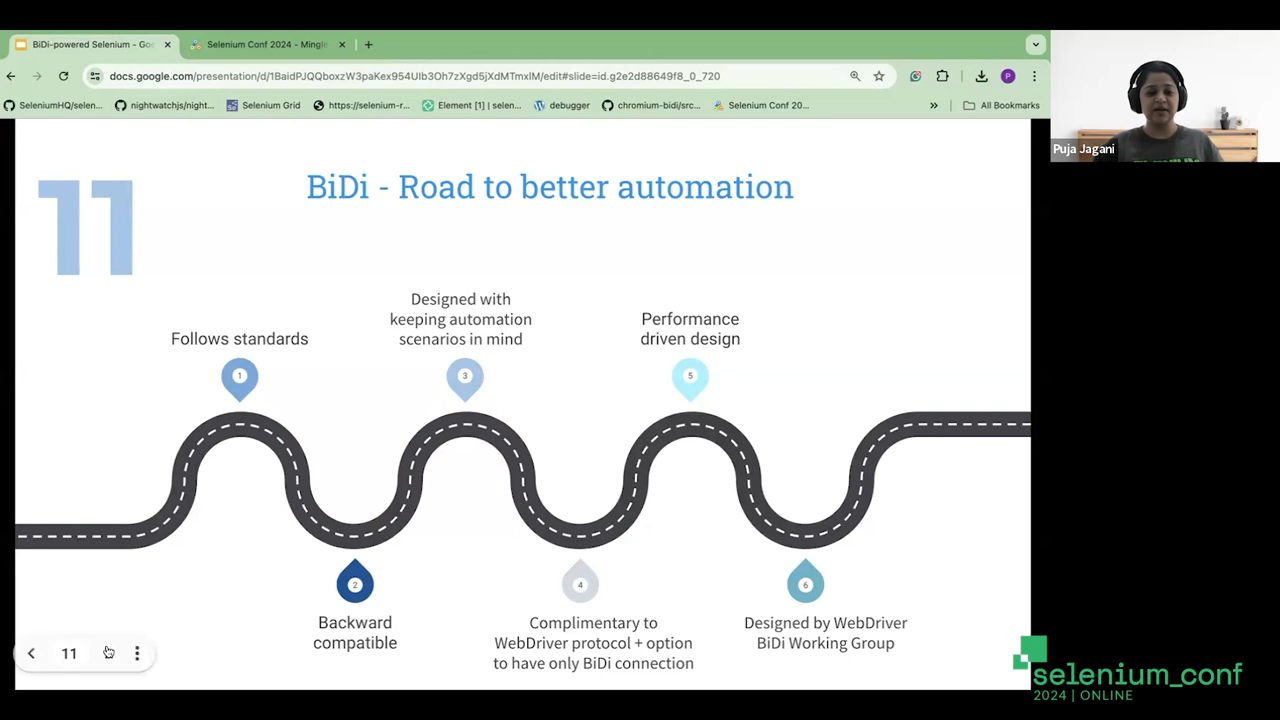 BiDi-powered Selenium - Goo
Selenium Conf 2024 - Mingle
docs.google.com/presentation/d/1BaidPJQQboxzW3paKex954UIb3Oh7zXgd5jXdMTmxIM/edit#slide=id.g2e2d88649f8_0_720
P
SeleniumHQ/selen...
nightwatchjs/night...
Selenium Grid
https://selenium-r...
Element [1] | selen...
debugger
chromium-bidi/src...
Selenium Conf 20...
»
All Bookmarks
Puja Jagani
11
BiDi - Road to better automation
Follows standards
Designed with
keeping automation
scenarios in mind
Performance
driven design
1
3
5
2
4
6
Backward
compatible
Complimentary to
WebDriver protocol + option
to have only BiDi connection
Designed by WebDriver
BiDi Working Group
11
selenium_conf
2024 | ONLINE